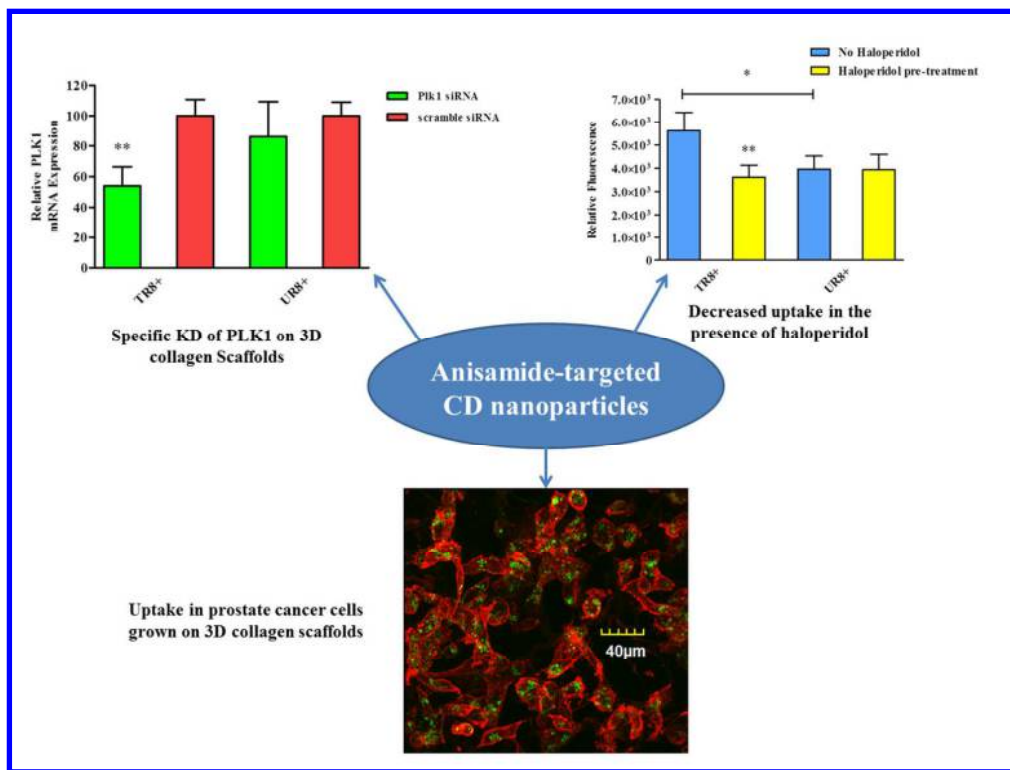 120
100
80
60
40
20
0
Relative PLK1
mRNA Expression
**
TR8+
UR8+
Plk1 siRNA
scramble siRNA
Specific KD of PLK1 on 3D
collagen Scaffolds
No Haloperidol
Haloperidol pre-treatment
7.0×10³
6.0×10³
5.0×10³
4.0×10³
3.0×10³
2.0×10³
1.0×10³
0
Relative Fluorescence
*
**
TR8+
UR8+
Decreased uptake in the
presence of haloperidol
Anisamide-targeted
CD nanoparticles
Uptake in prostate cancer cells
grown on 3D collagen scaffolds
40µm